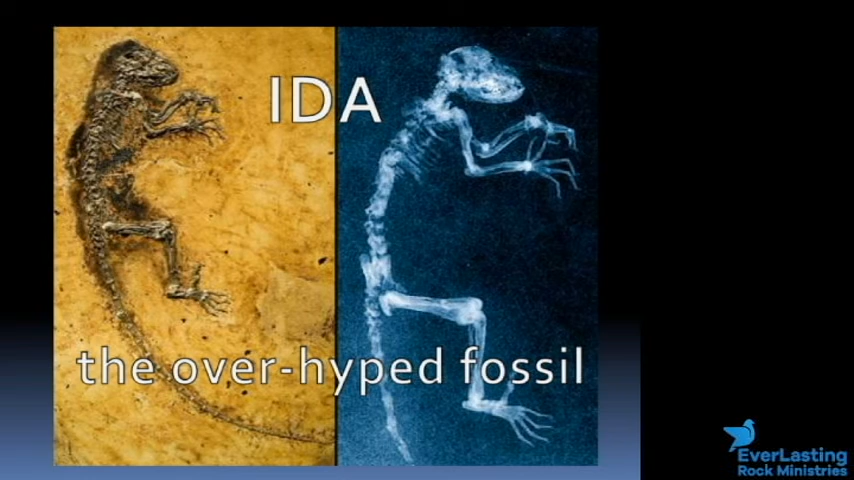 IDA
the over-hyped fossil
EverLasting
Rock Ministries